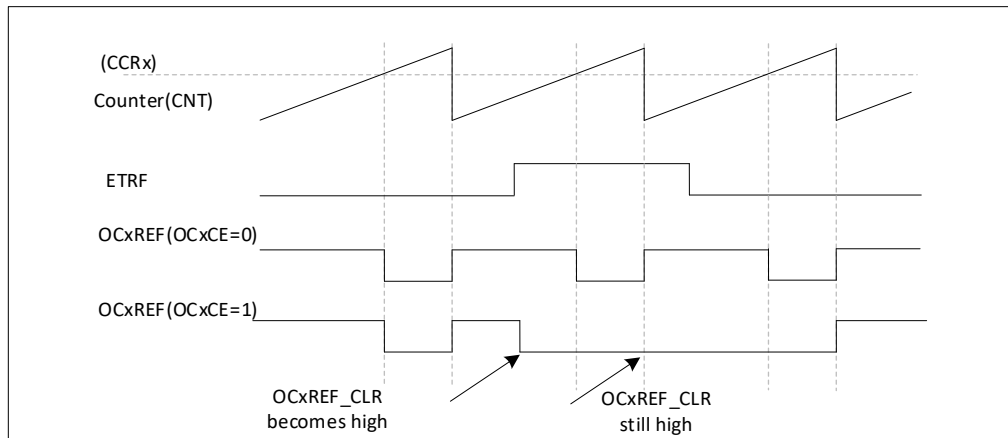 (CCRx)
Counter(CNT)
ETRF
OCxREF(OCxCE=0)
OCxREF(OCxCE=1)
OCxREF_CLR
becomes high
OCxREF_CLR
still high